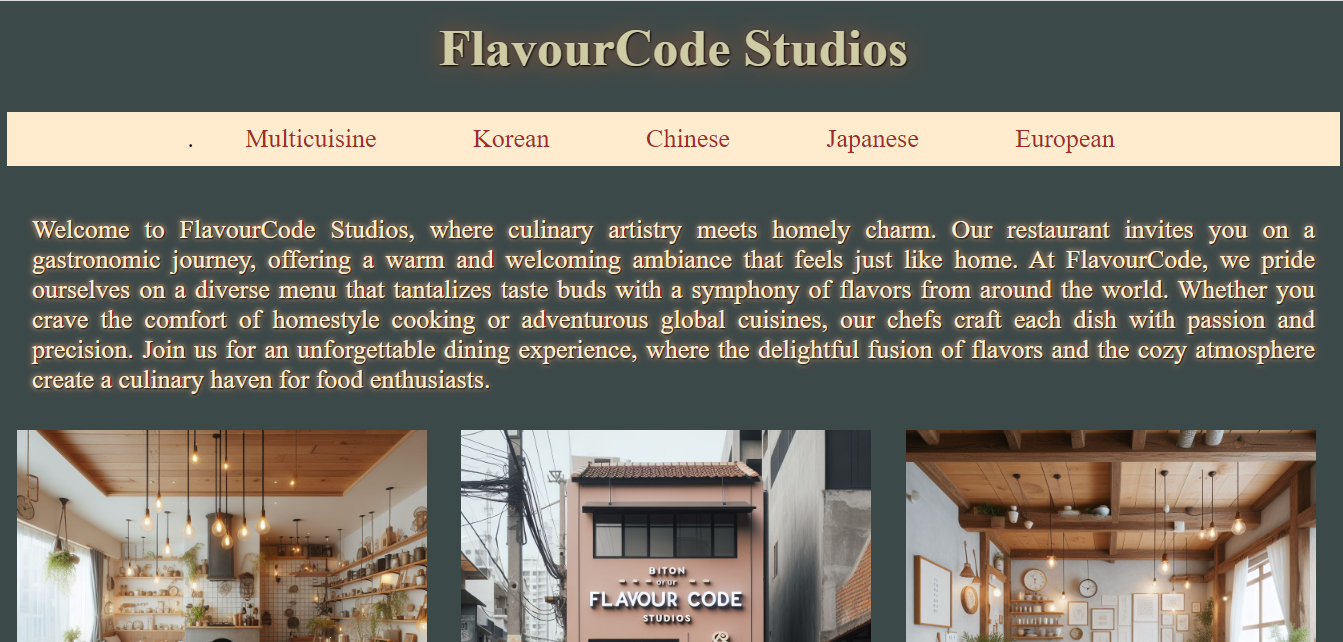 FlavourCode Studios
. Multicuisine Korean Chinese Japanese European
Welcome to FlavourCode Studios, where culinary artistry meets homely charm. Our restaurant invites you on a
gastronomic journey, offering a warm and welcoming ambiance that feels just like home. At FlavourCode, we pride
ourselves on a diverse menu that tantalizes taste buds with a symphony of flavors from around the world. Whether you
crave the comfort of homestyle cooking or adventurous global cuisines, our chefs craft each dish with passion and
precision. Join us for an unforgettable dining experience, where the delightful fusion of flavors and the cozy atmosphere
create a culinary haven for food enthusiasts.
BITON
FLAVOUR CODE
STUDIOS